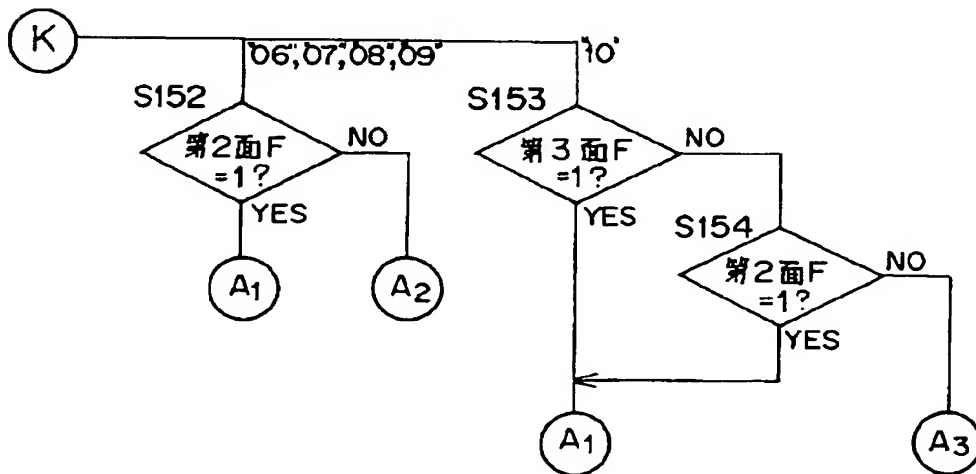 K
"06","07","08","09"
"10"
S152
第2面F
=1?
NO
YES
A1
A2
S153
第3面F
=1?
NO
YES
S154
第2面F
=1?
NO
YES
A1
A3